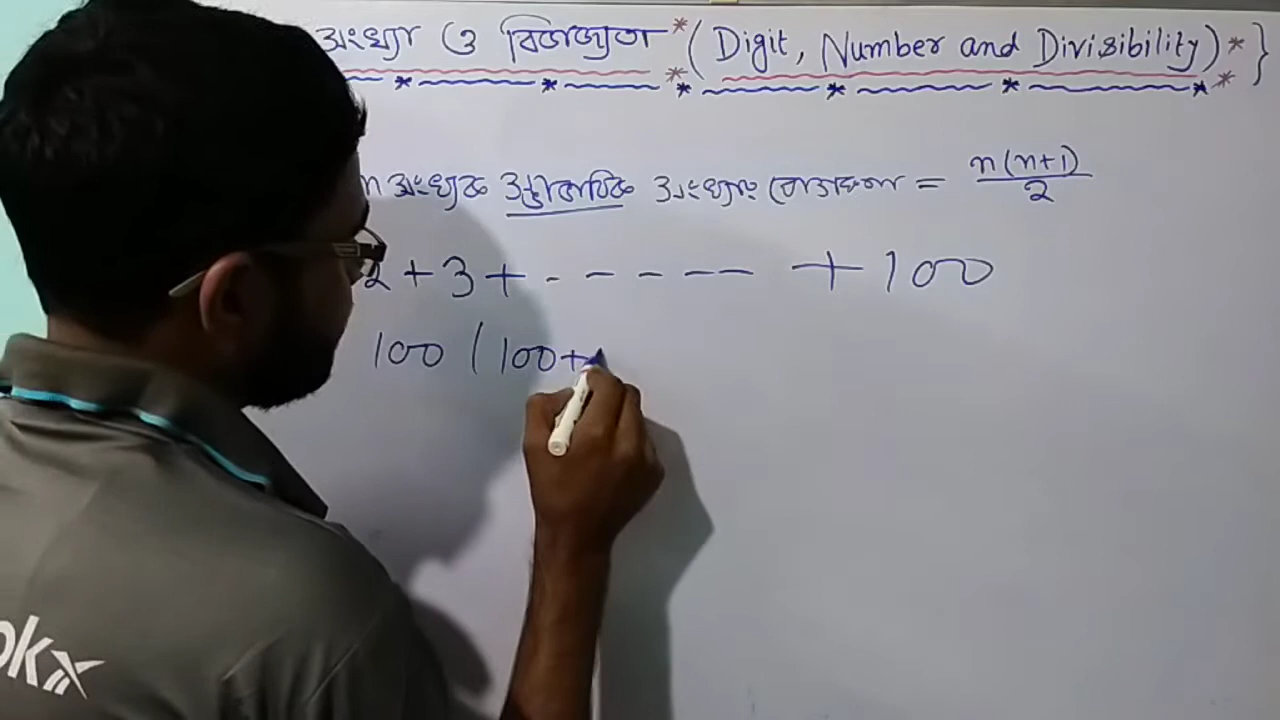 সংখ্যা ও বিভাজ্যতা * ( Digit, Number and Divisibility ) * }
n সংখ্যক স্বাভাবিক সংখ্যার যোগফল = n(n+1)/2
2 + 3 + - - - - - - + 100
100 ( 100+